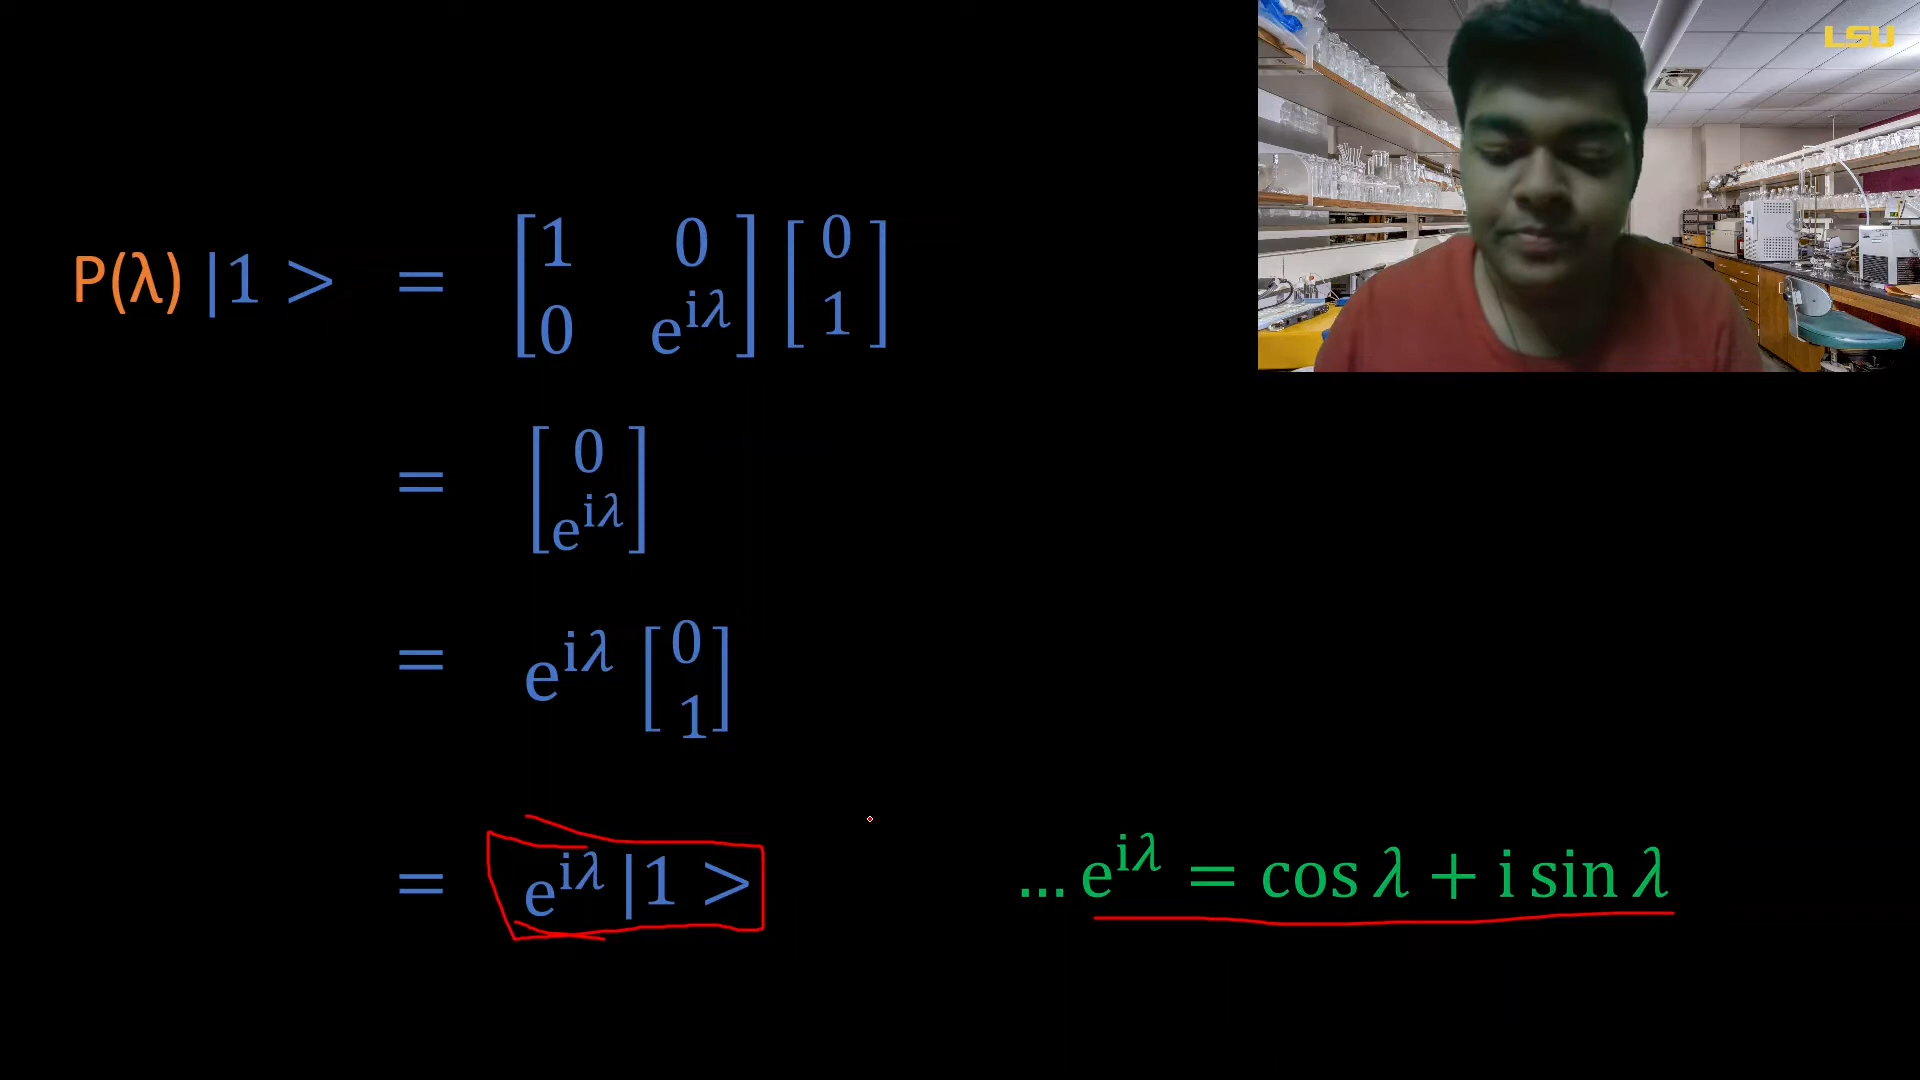 LSU
P(λ) |1 > = [1 0; 0 e^{iλ}] [0; 1]
= [0; e^{iλ}]
= e^{iλ} [0; 1]
= e^{iλ} |1 >
... e^{iλ} = cos λ + i sin λ